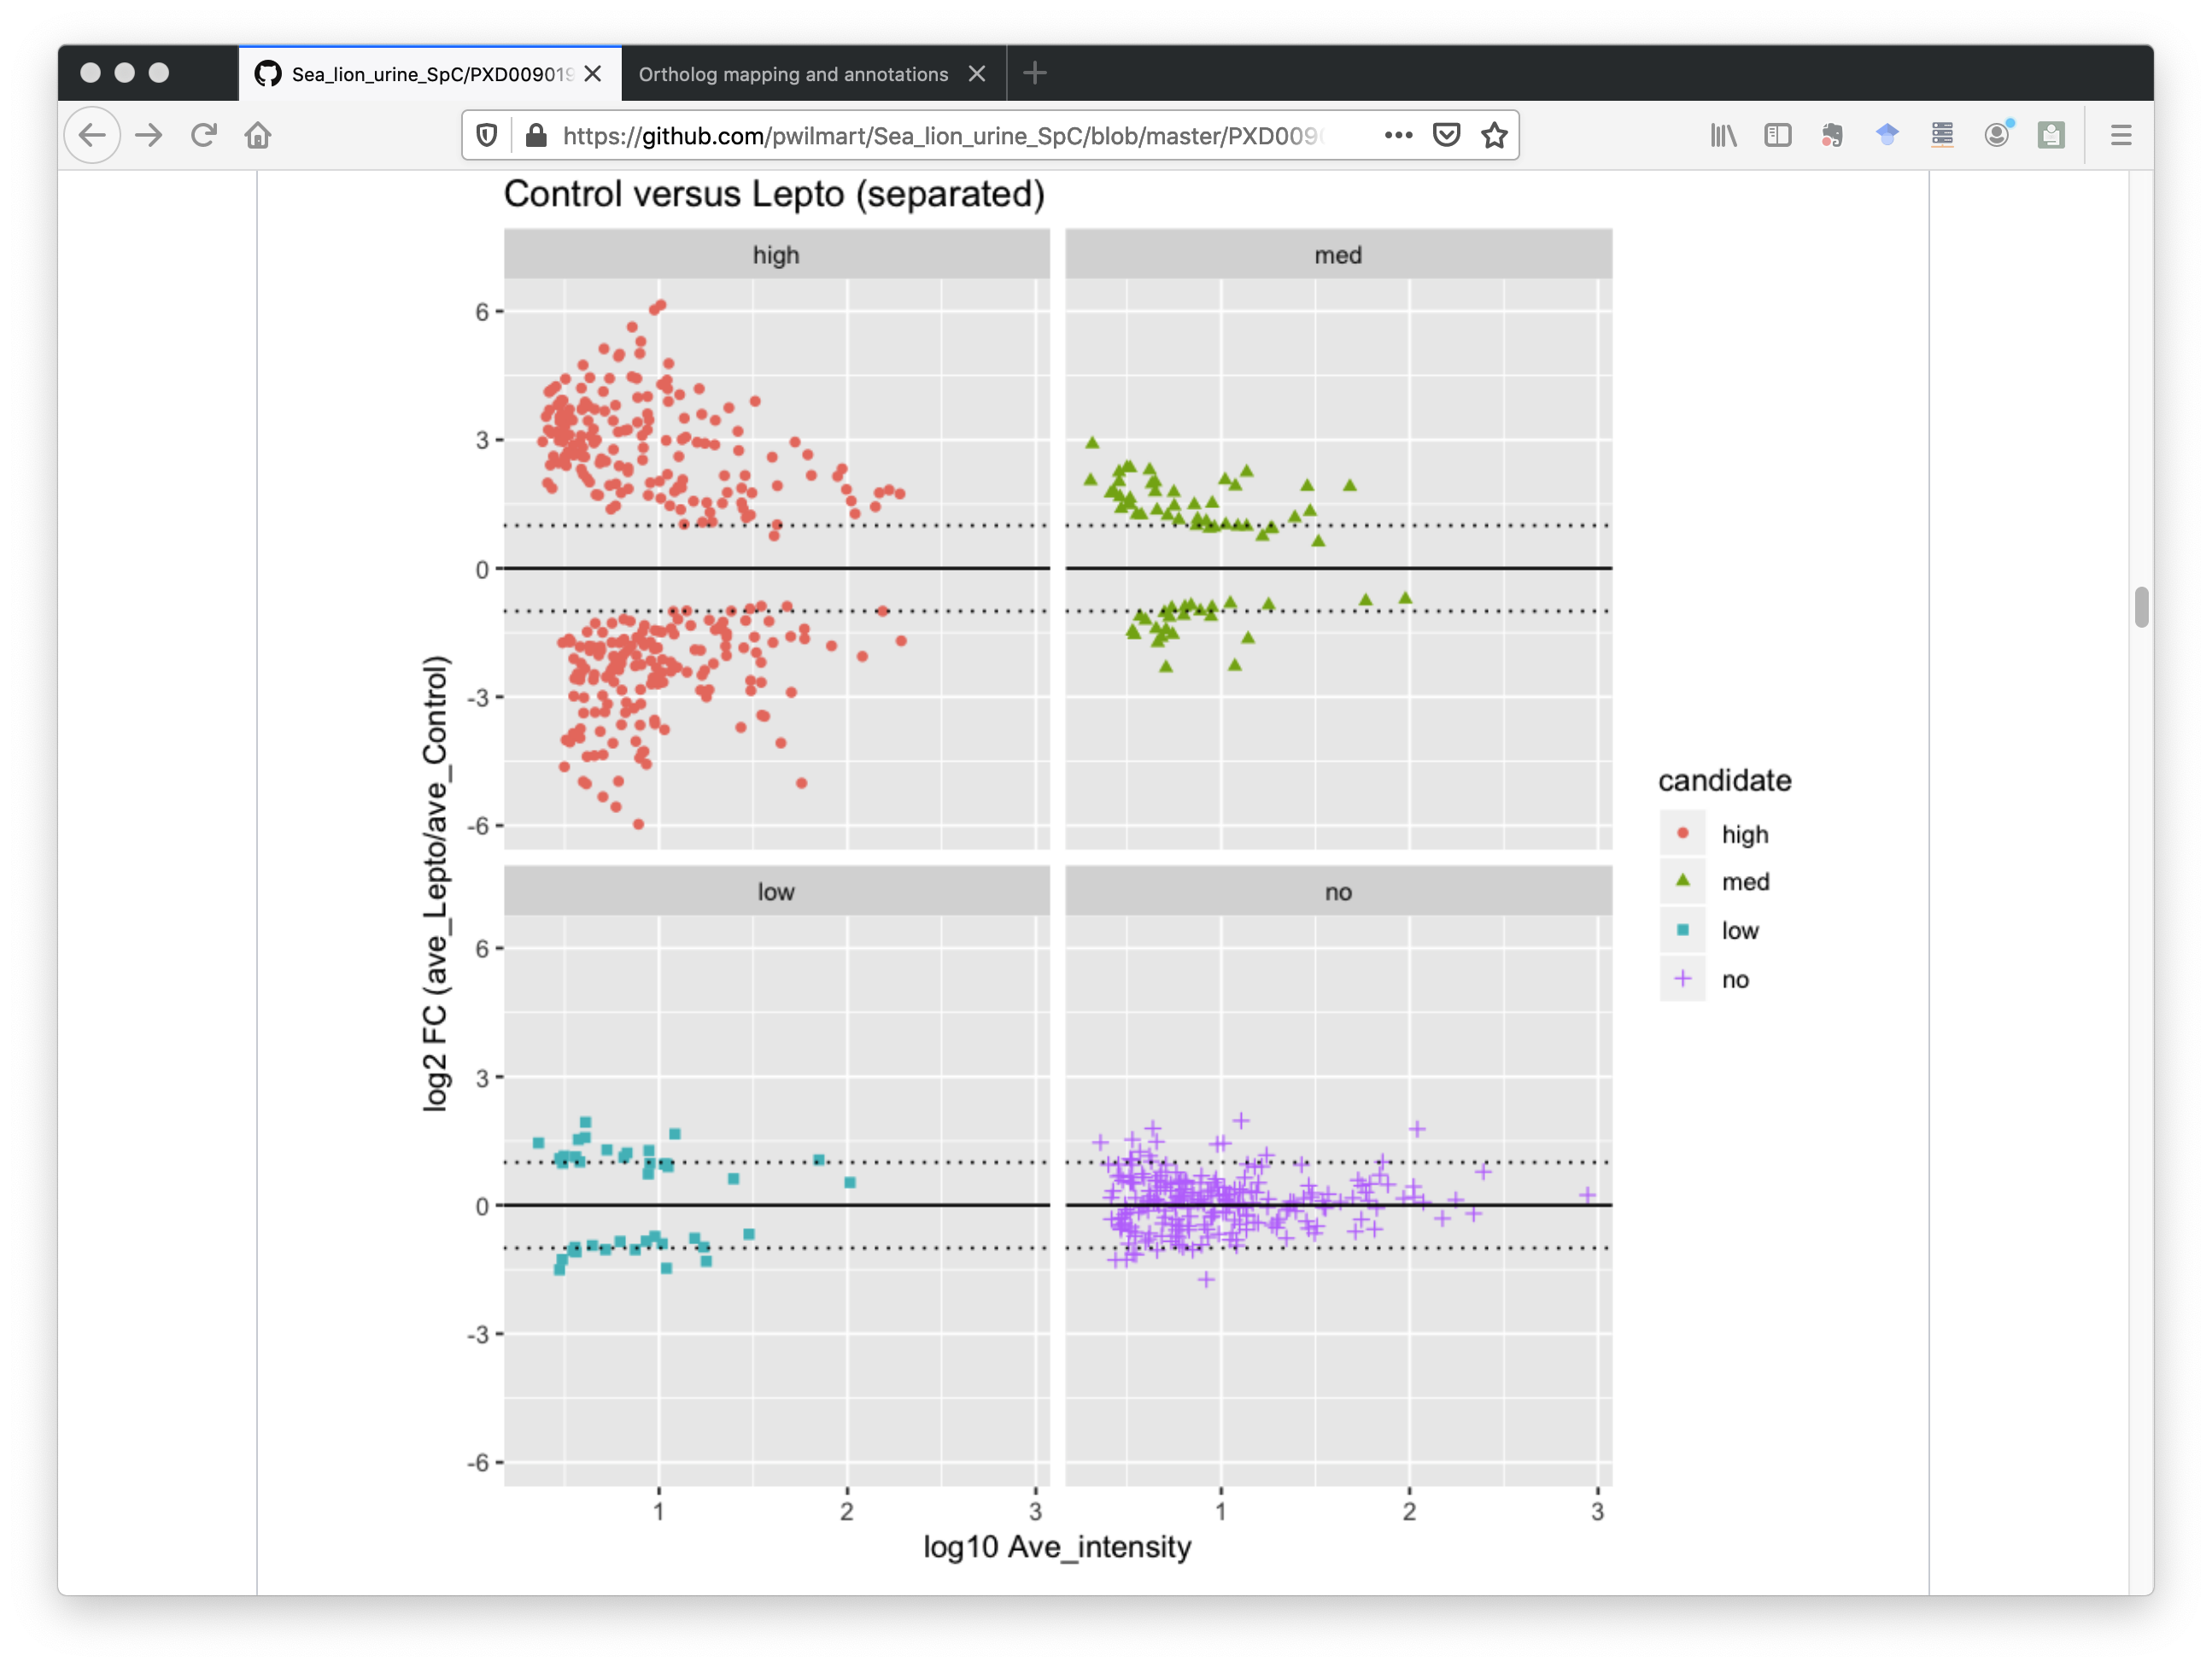 Sea_lion_urine_SpC/PXD009019
Ortholog mapping and annotations
https://github.com/pwilmart/Sea_lion_urine_SpC/blob/master/PXD009
Control versus Lepto (separated)
high
med
6
3
0
-3
-6
low
no
6
3
0
-3
-6
1
2
3
1
2
3
log10 Ave_intensity
log2 FC (ave_Lepto/ave_Control)
candidate
high
med
low
no